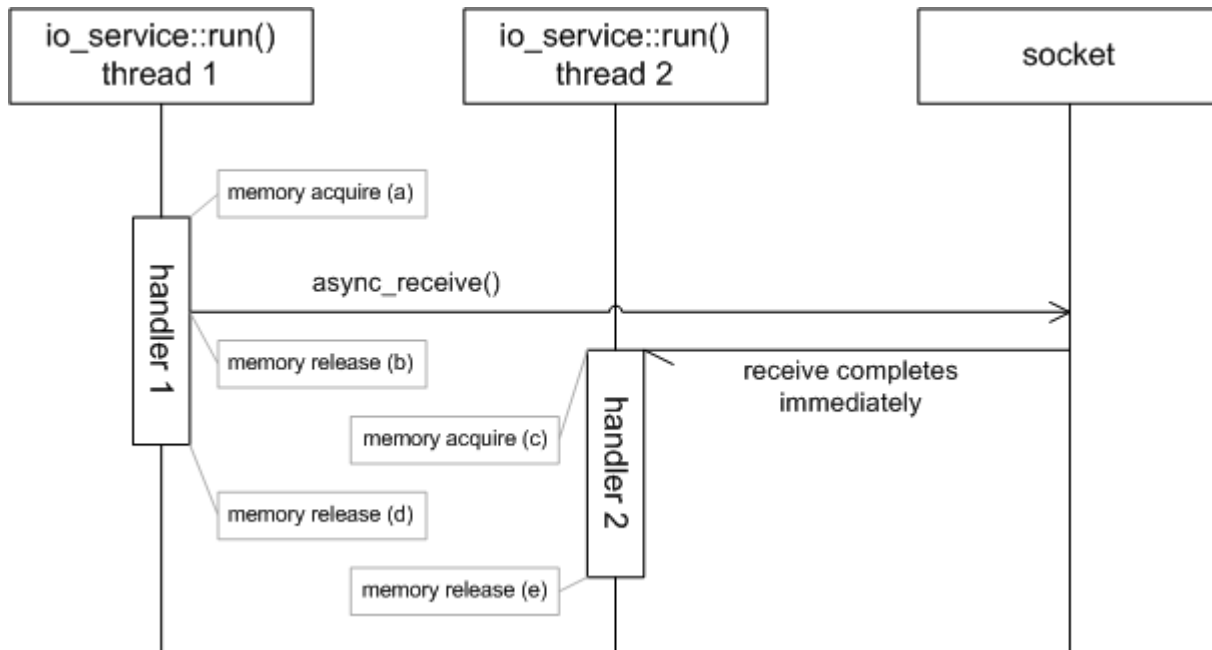 io_service::run()
thread 1
io_service::run()
thread 2
socket
memory acquire (a)
handler 1
async_receive()
memory release (b)
receive completes
immediately
memory acquire (c)
handler 2
memory release (d)
memory release (e)